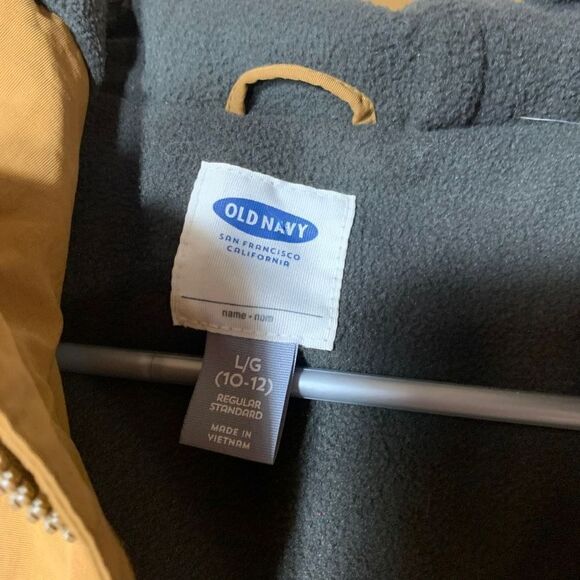 OLD NAVY
SAN FRANCISCO
CALIFORNIA
name • nom
L/G
(10-12)
REGULAR
STANDARD
MADE IN
VIETNAM